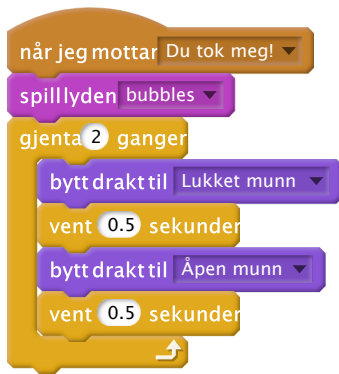 når jeg mottar Du tok meg!
spill lyden bubbles
gjenta 2 ganger
bytt drakt til Lukket munn
vent 0.5 sekunder
bytt drakt til Åpen munn
vent 0.5 sekunder